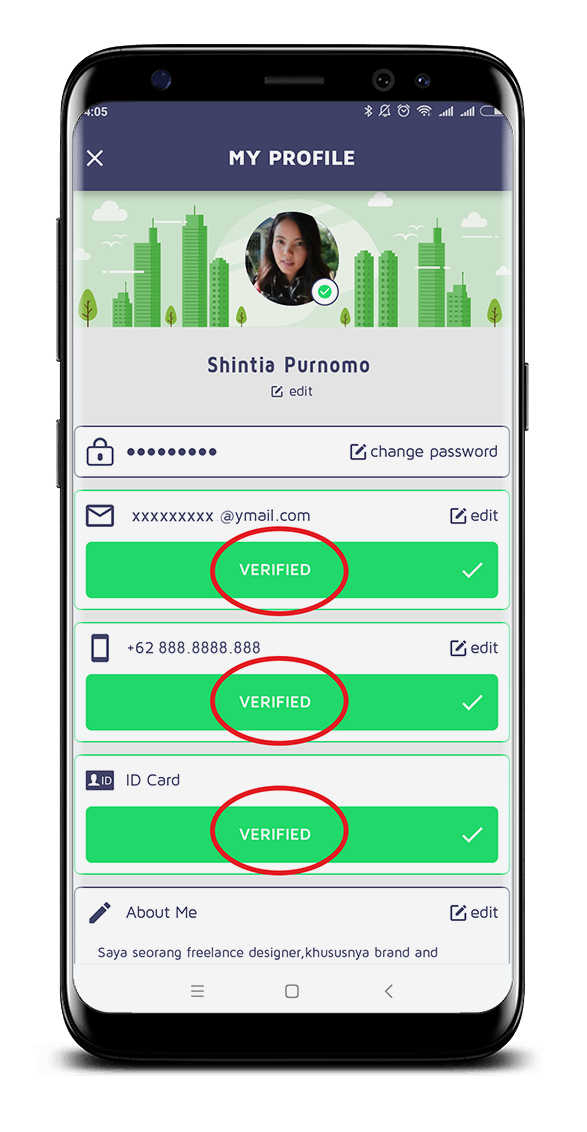 4:05
MY PROFILE
Shintia Purnomo
edit
••••••••• change password
xxxxxxxxx @ymail.com edit
VERIFIED
+62 888.8888.888 edit
VERIFIED
ID ID Card
VERIFIED
About Me edit
Saya seorang freelance designer,khususnya brand and